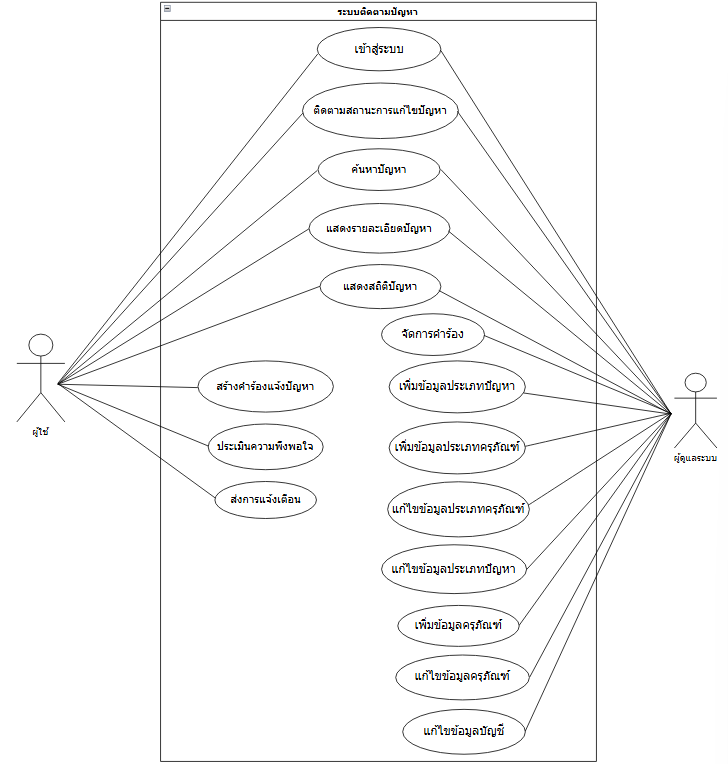 ระบบติดตามปัญหา
เข้าสู่ระบบ
ติดตามสถานะการแก้ไขปัญหา
ค้นหาปัญหา
แสดงรายละเอียดปัญหา
แสดงสถิติปัญหา
จัดการคำร้อง
สร้างคำร้องแจ้งปัญหา
เพิ่มข้อมูลประเภทปัญหา
ผู้ใช้
ประเมินความพึงพอใจ
เพิ่มข้อมูลประเภทครุภัณฑ์
ผู้ดูแลระบบ
ส่งการแจ้งเตือน
แก้ไขข้อมูลประเภทครุภัณฑ์
แก้ไขข้อมูลประเภทปัญหา
เพิ่มข้อมูลครุภัณฑ์
แก้ไขข้อมูลครุภัณฑ์
แก้ไขข้อมูลบัญชี